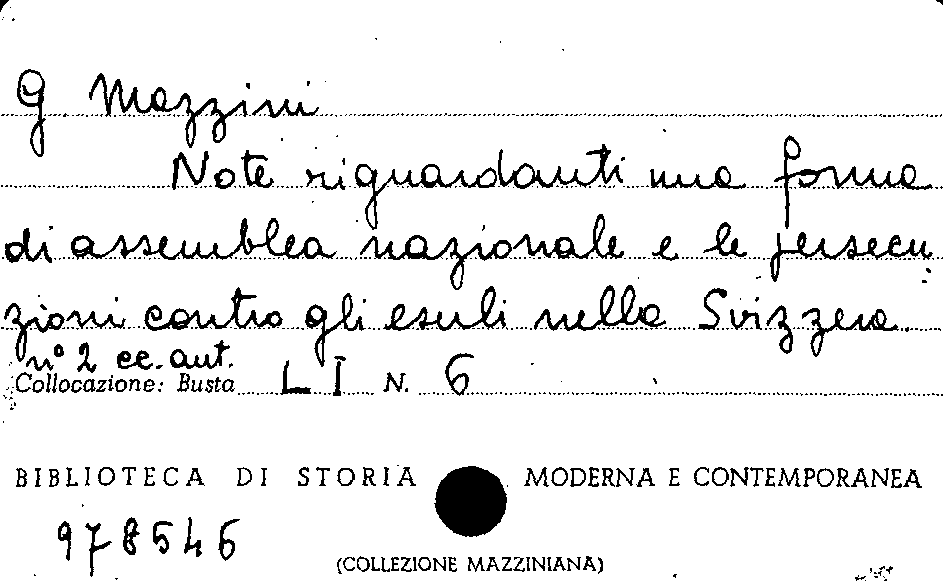 G. Mazzini
Note riguardanti una forma
di assemblea nazionale e le persecu
zioni contro gli esuli nella Svizzera
n° 2 cc. aut.
Collocazione: Busta LI N. 6
BIBLIOTECA DI STORIA MODERNA E CONTEMPORANEA
978546
(COLLEZIONE MAZZINIANA)